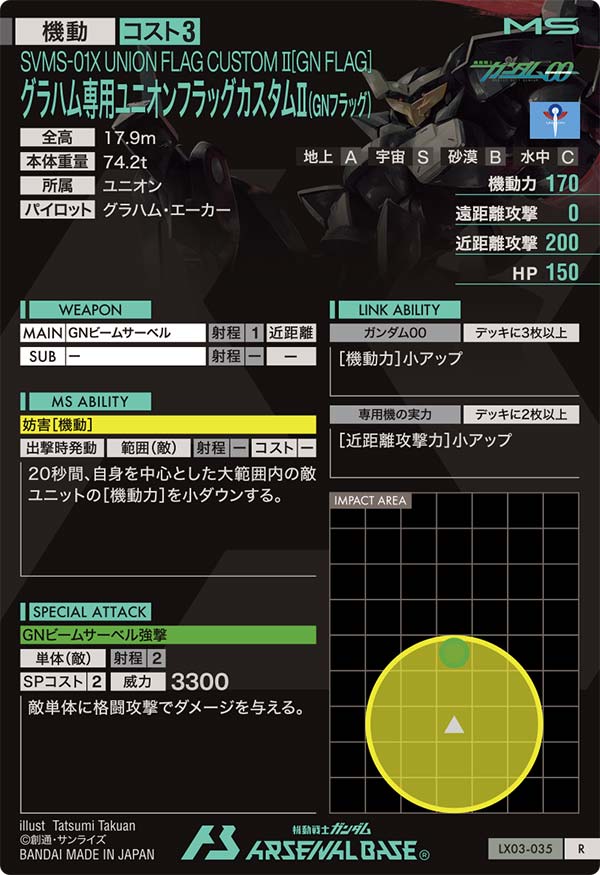 機動 コスト3 MS
SVMS-01X UNION FLAG CUSTOM Ⅱ[GN FLAG]
機動戦士ガンダム00
グラハム専用ユニオンフラッグカスタムⅡ(GNフラッグ)
全高 17.9m
本体重量 74.2t
所属 ユニオン
パイロット グラハム・エーカー
地上 A 宇宙 S 砂漠 B 水中 C
機動力 170
遠距離攻撃 0
近距離攻撃 200
HP 150
WEAPON
MAIN GNビームサーベル 射程 1 近距離
SUB ー 射程 ー ー
MS ABILITY
妨害[機動]
出撃時発動 範囲(敵) 射程 ー コスト ー
20秒間、自身を中心とした大範囲内の敵
ユニットの[機動力]を小ダウンする。
SPECIAL ATTACK
GNビームサーベル強撃
単体(敵) 射程 2
SPコスト 2 威力 3300
敵単体に格闘攻撃でダメージを与える。
LINK ABILITY
ガンダム00 デッキに3枚以上
[機動力]小アップ
専用機の実力 デッキに2枚以上
[近距離攻撃力]小アップ
IMPACT AREA
illust Tatsumi Takuan
©創通・サンライズ
BANDAI MADE IN JAPAN
機動戦士ガンダム
ARSENAL BASE®
LX03-035 R